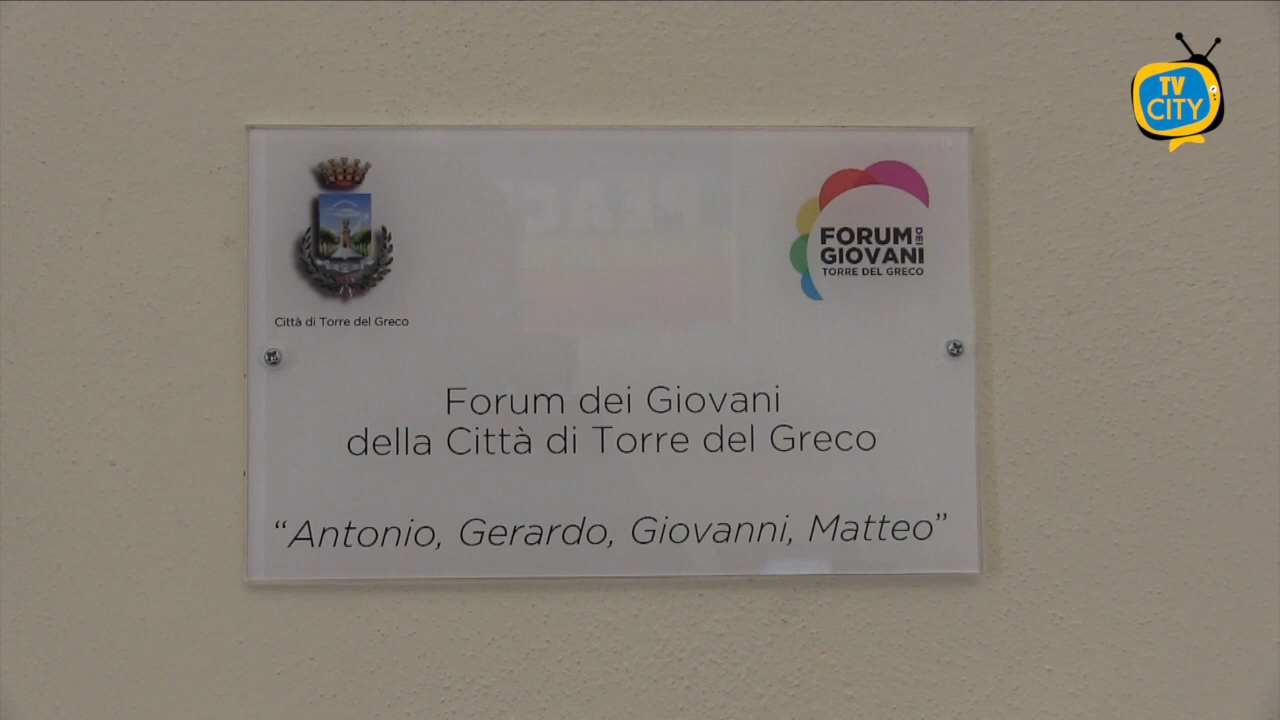 TV
CITY
FORUM DEI
GIOVANI
TORRE DEL GRECO
Città di Torre del Greco
Forum dei Giovani
della Città di Torre del Greco
“Antonio, Gerardo, Giovanni, Matteo”